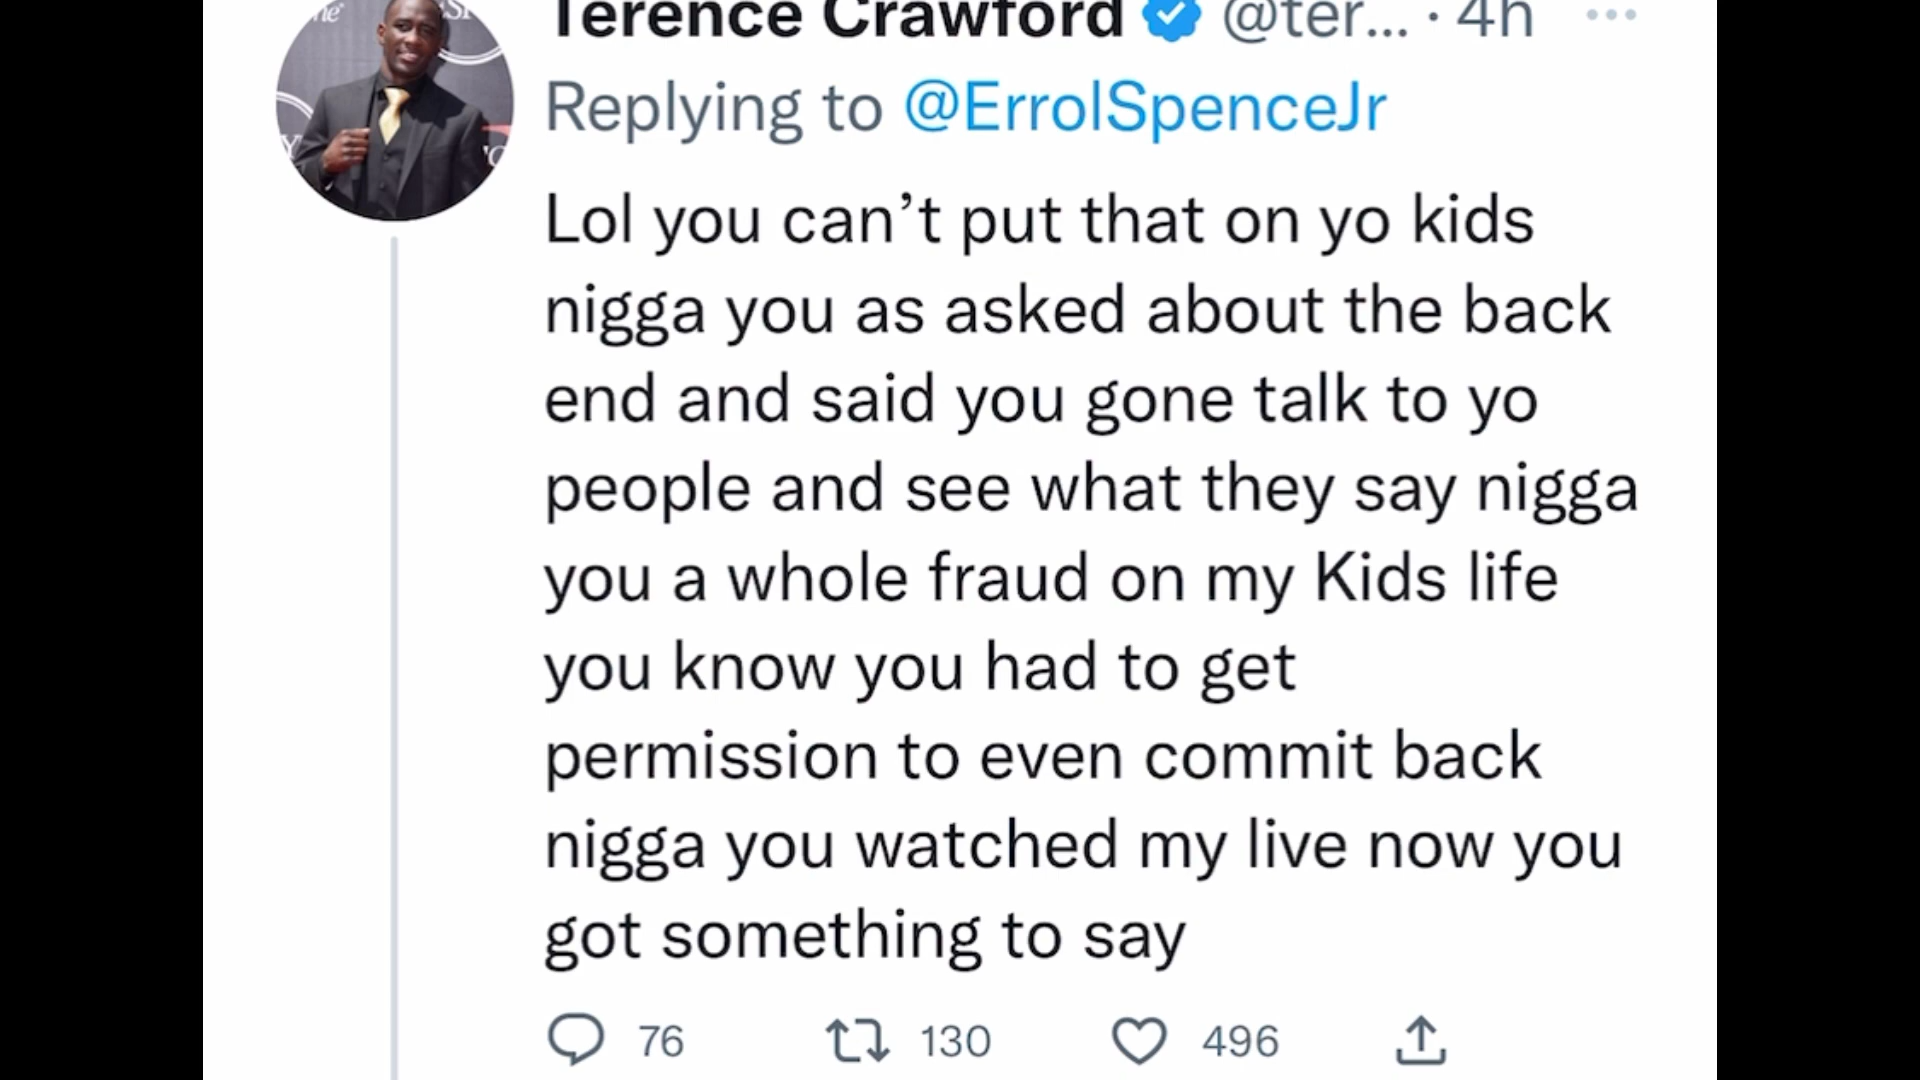 Terence Crawford @ter... · 4h
Replying to @ErrolSpenceJr
Lol you can’t put that on yo kids
nigga you as asked about the back
end and said you gone talk to yo
people and see what they say nigga
you a whole fraud on my Kids life
you know you had to get
permission to even commit back
nigga you watched my live now you
got something to say
76 130 496